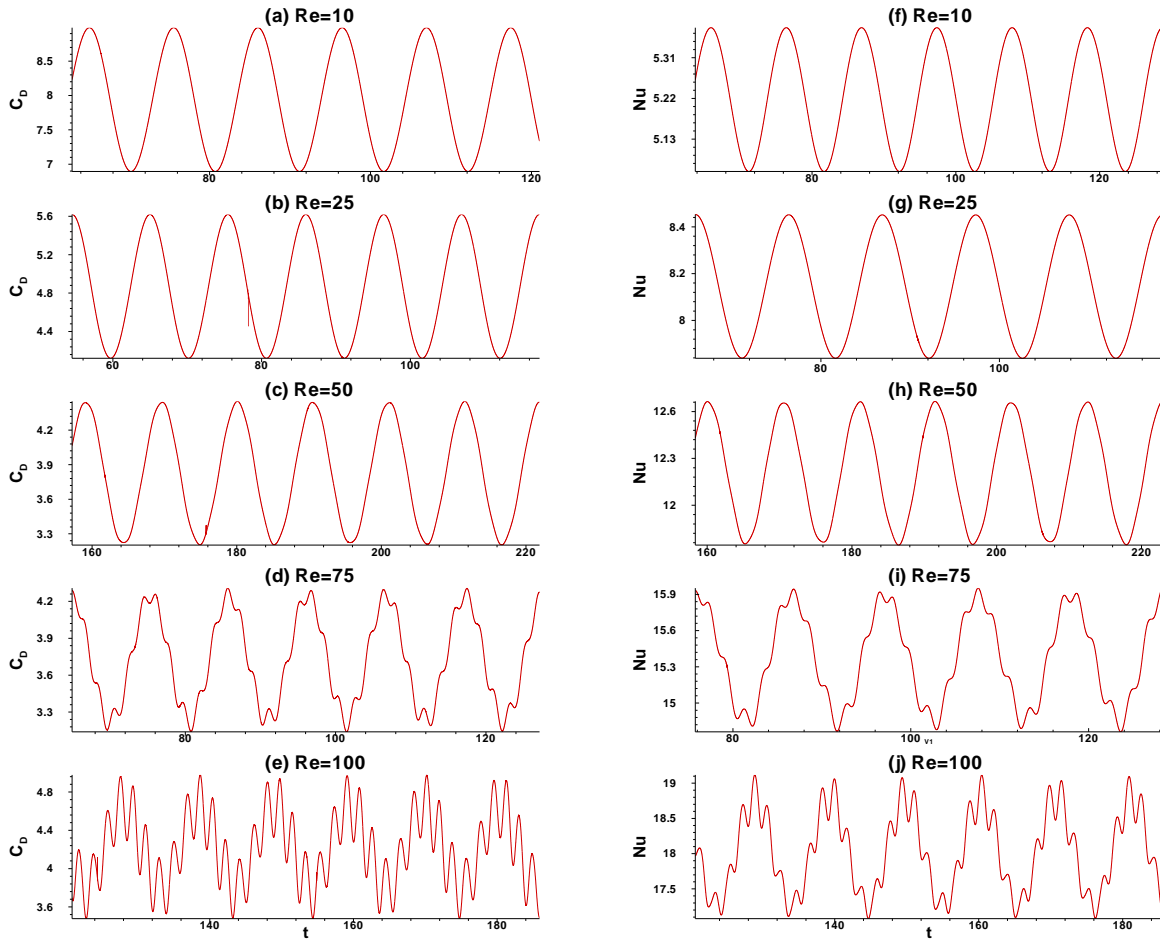 (a) Re=10
8.5
8
7.5
7
C_D
80
100
120
(b) Re=25
5.6
5.2
4.8
4.4
C_D
60
80
100
(c) Re=50
4.2
3.9
3.6
3.3
C_D
160
180
200
220
(d) Re=75
4.2
3.9
3.6
3.3
C_D
80
100
120
(e) Re=100
4.8
4.4
4
3.6
C_D
140
160
180
t
(f) Re=10
5.31
5.22
5.13
Nu
80
100
120
(g) Re=25
8.4
8.2
8
Nu
80
100
(h) Re=50
12.6
12.3
12
Nu
160
180
200
220
(i) Re=75
15.9
15.6
15.3
15
Nu
80
100
V1
120
(j) Re=100
19
18.5
18
17.5
Nu
140
160
180
t